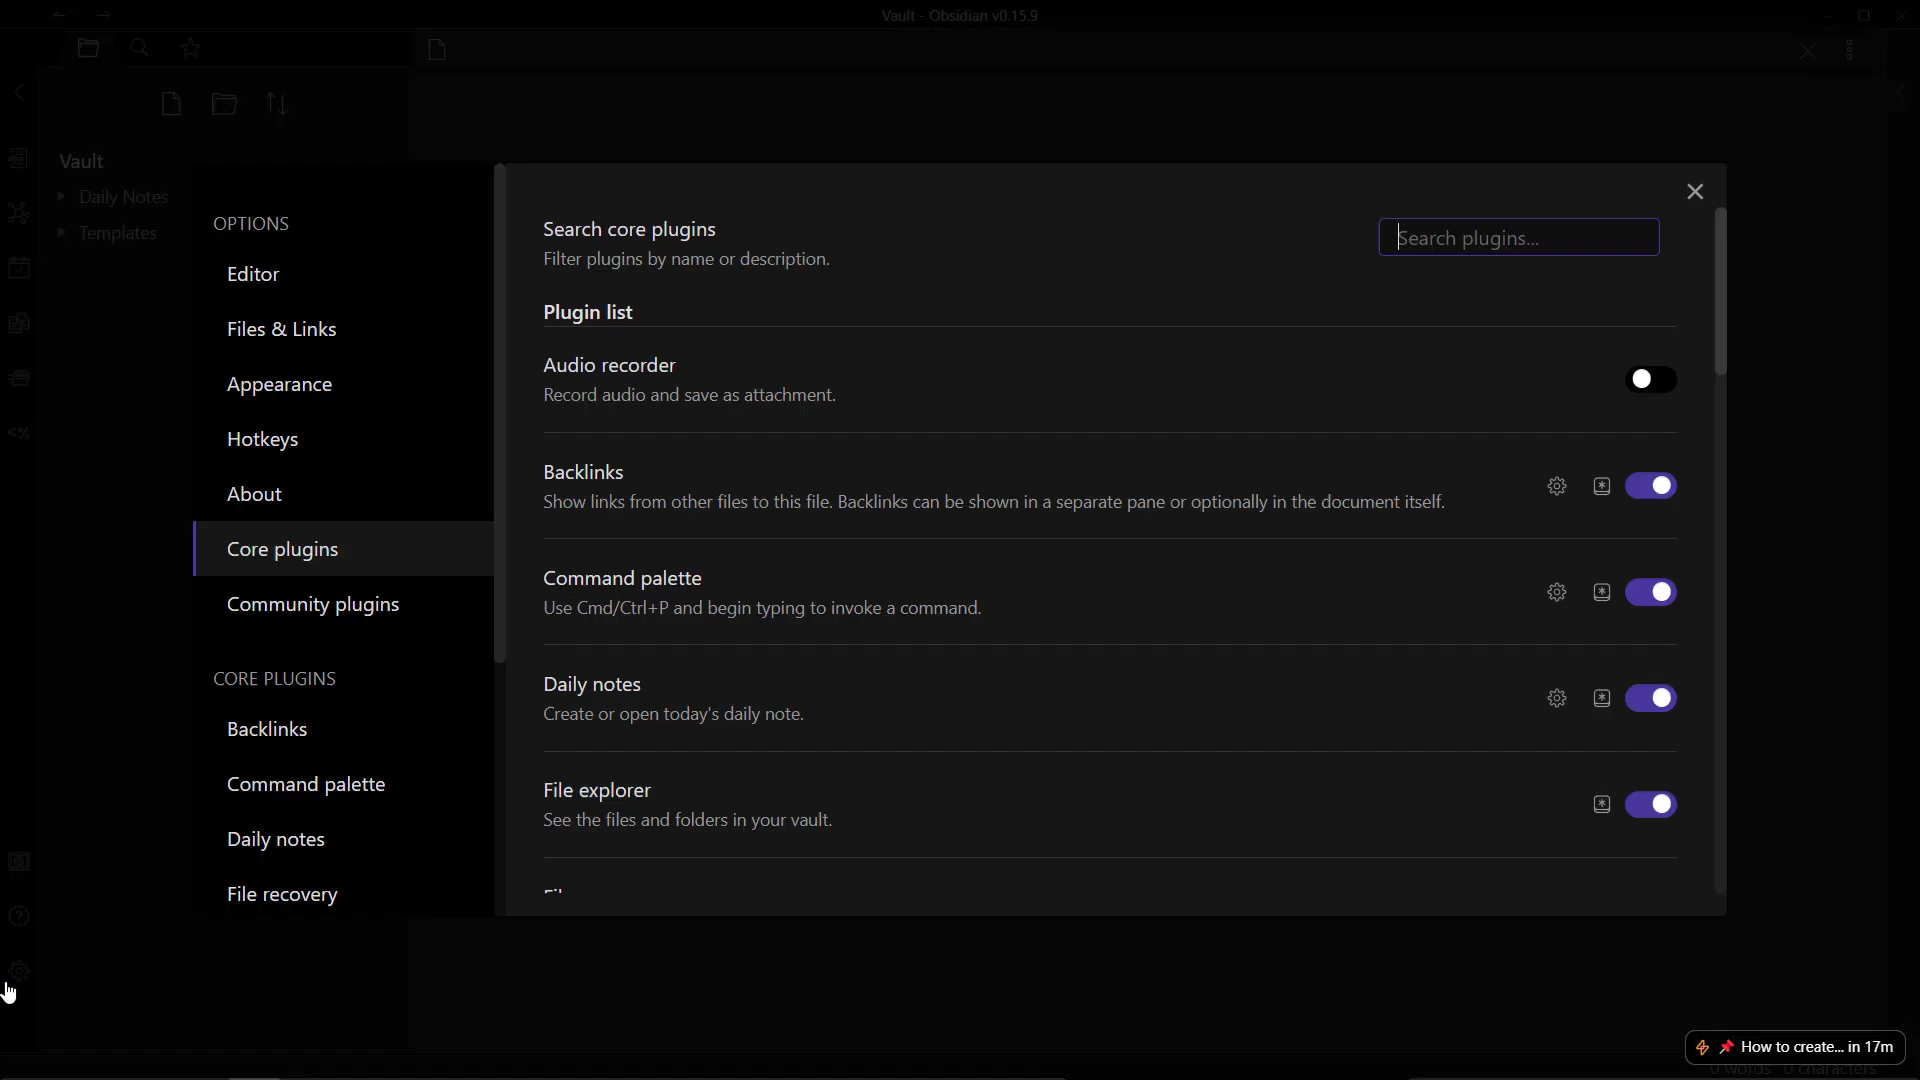 Vault - Obsidian v0.15.9
Vault
Daily Notes
Templates
OPTIONS
Editor
Files & Links
Appearance
Hotkeys
About
Core plugins
Community plugins
CORE PLUGINS
Backlinks
Command palette
Daily notes
File recovery
Search core plugins
Filter plugins by name or description.
Search plugins...
Plugin list
Audio recorder
Record audio and save as attachment.
Backlinks
Show links from other files to this file. Backlinks can be shown in a separate pane or optionally in the document itself.
Command palette
Use Cmd/Ctrl+P and begin typing to invoke a command.
Daily notes
Create or open today's daily note.
File explorer
See the files and folders in your vault.
How to create... in 17m
0 words 0 characters